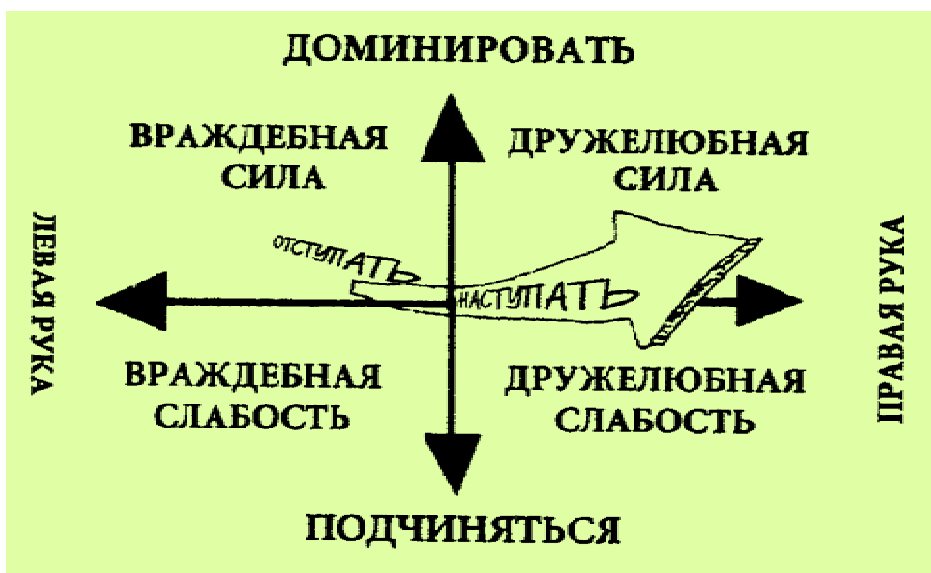 ДОМИНИРОВАТЬ
ВРАЖДЕБНАЯ
СИЛА
ДРУЖЕЛЮБНАЯ
СИЛА
ЛЕВАЯ РУКА
ОТСТУПАТЬ
НАСТУПАТЬ
ПРАВАЯ РУКА
ВРАЖДЕБНАЯ
СЛАБОСТЬ
ДРУЖЕЛЮБНАЯ
СЛАБОСТЬ
ПОДЧИНЯТЬСЯ